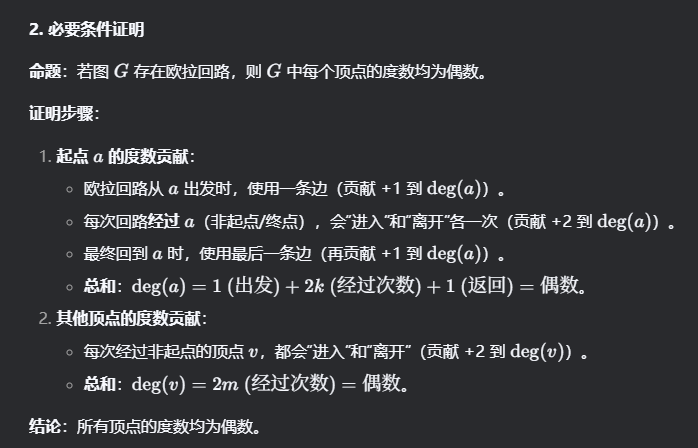 2. 必要条件证明
命题：若图 G 存在欧拉回路，则 G 中每个顶点的度数均为偶数。
证明步骤：
1. 起点 a 的度数贡献：
◦ 欧拉回路从 a 出发时，使用一条边（贡献 +1 到 deg(a)）。
◦ 每次回路经过 a（非起点/终点），会“进入”和“离开”各一次（贡献 +2 到 deg(a)）。
◦ 最终回到 a 时，使用最后一条边（再贡献 +1 到 deg(a)）。
◦ 总和：deg(a) = 1 (出发) + 2k (经过次数) + 1 (返回) = 偶数。
2. 其他顶点的度数贡献：
◦ 每次经过非起点的顶点 v，都会“进入”和“离开”（贡献 +2 到 deg(v)）。
◦ 总和：deg(v) = 2m (经过次数) = 偶数。
结论：所有顶点的度数均为偶数。